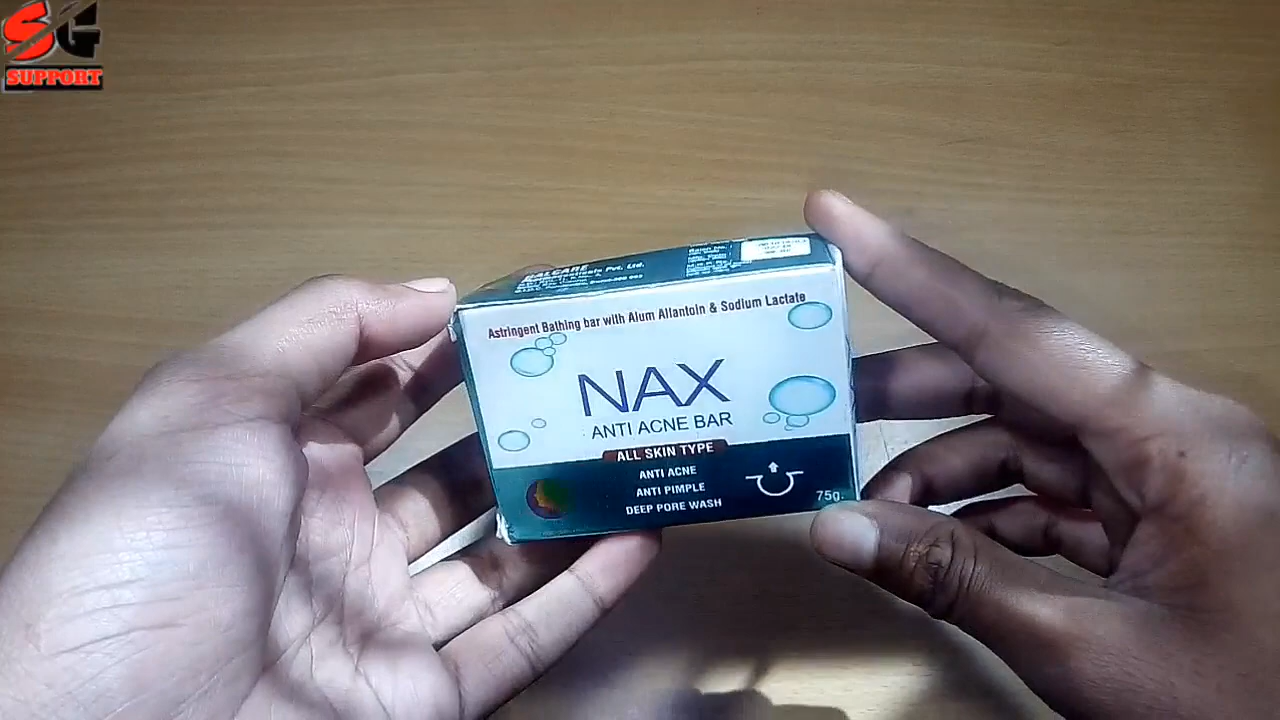 SG
SUPPORT
Astringent Bathing bar with Alum Allantoin & Sodium Lactate
NAX
ANTI ACNE BAR
ALL SKIN TYPE
ANTI ACNE
ANTI PIMPLE
DEEP PORE WASH
75g.